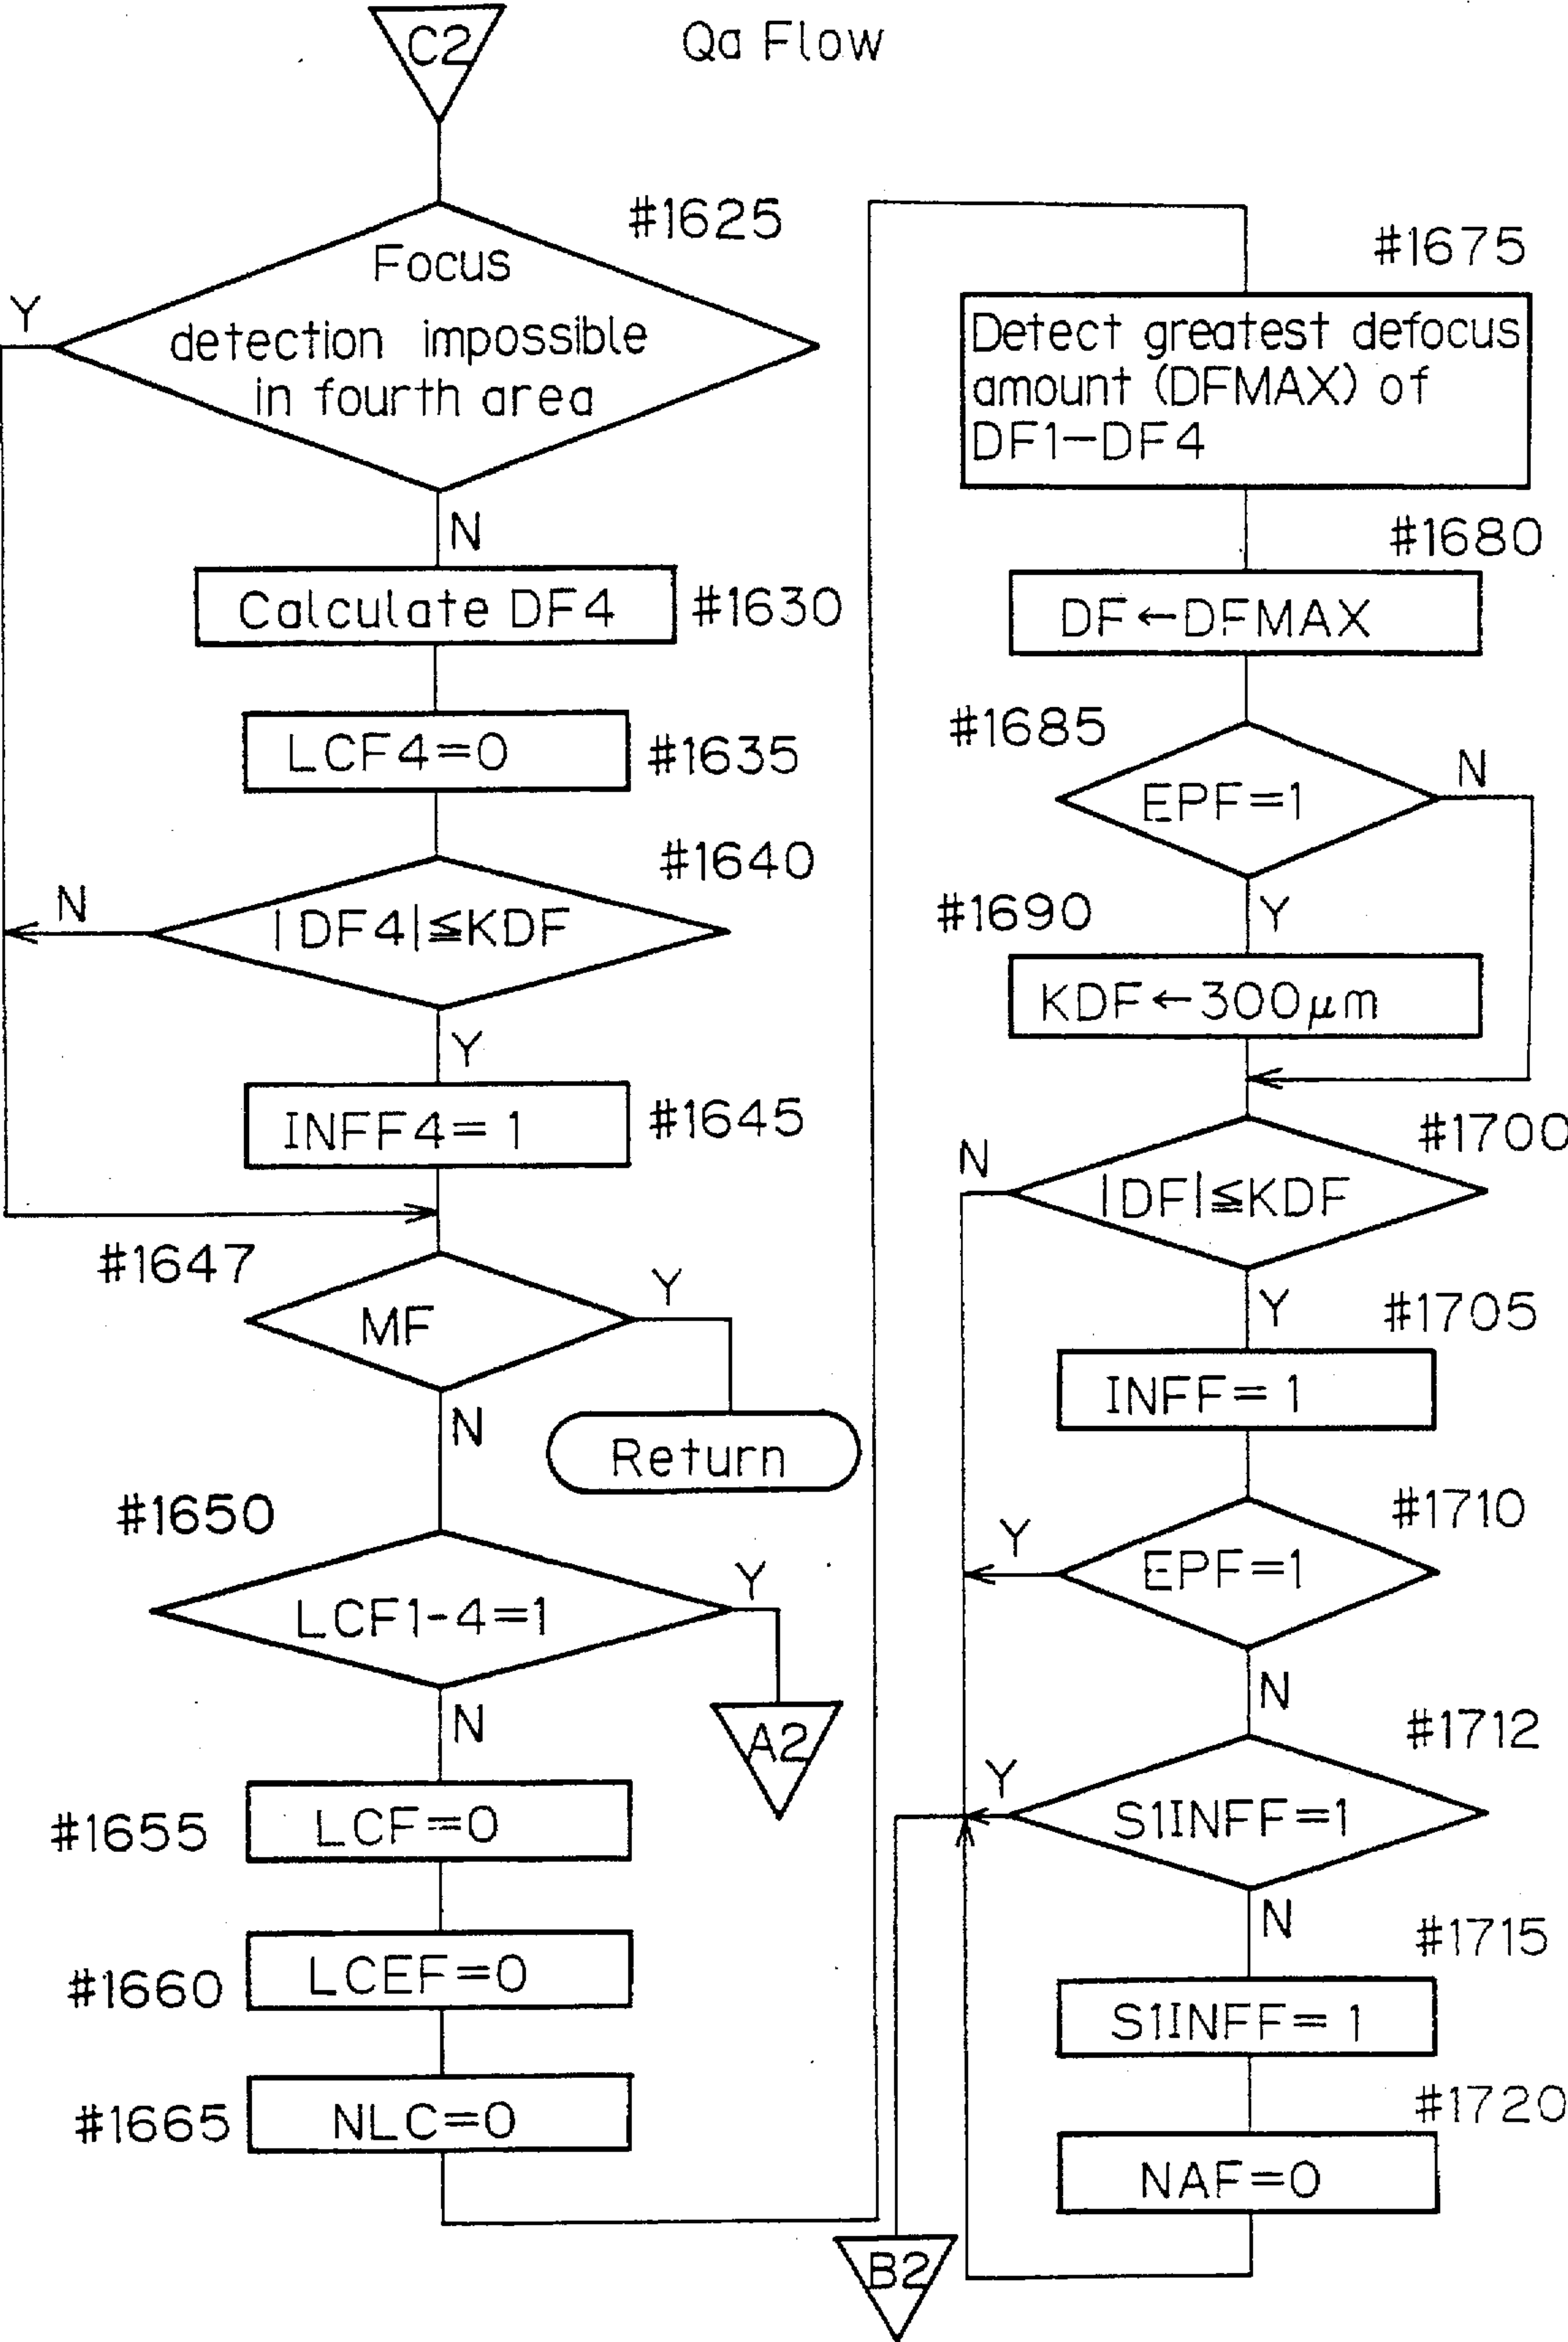 C2
Qa Flow
#1625
Focus
detection impossible
in fourth area
Y
N
Calculate DF4
#1630
LCF4=0
#1635
#1640
N
|DF4|≦KDF
Y
INFF4=1
#1645
#1647
MF
Y
N
Return
#1650
LCF1-4=1
Y
N
A2
#1655
LCF=0
#1660
LCEF=0
#1665
NLC=0
#1675
Detect greatest defocus
amount (DFMAX) of
DF1-DF4
#1680
DF←DFMAX
#1685
EPF=1
N
#1690
Y
KDF←300μm
#1700
N
|DF|≦KDF
Y
#1705
INFF=1
#1710
Y
EPF=1
N
#1712
Y
S1INFF=1
N
#1715
S1INFF=1
#1720
NAF=0
B2